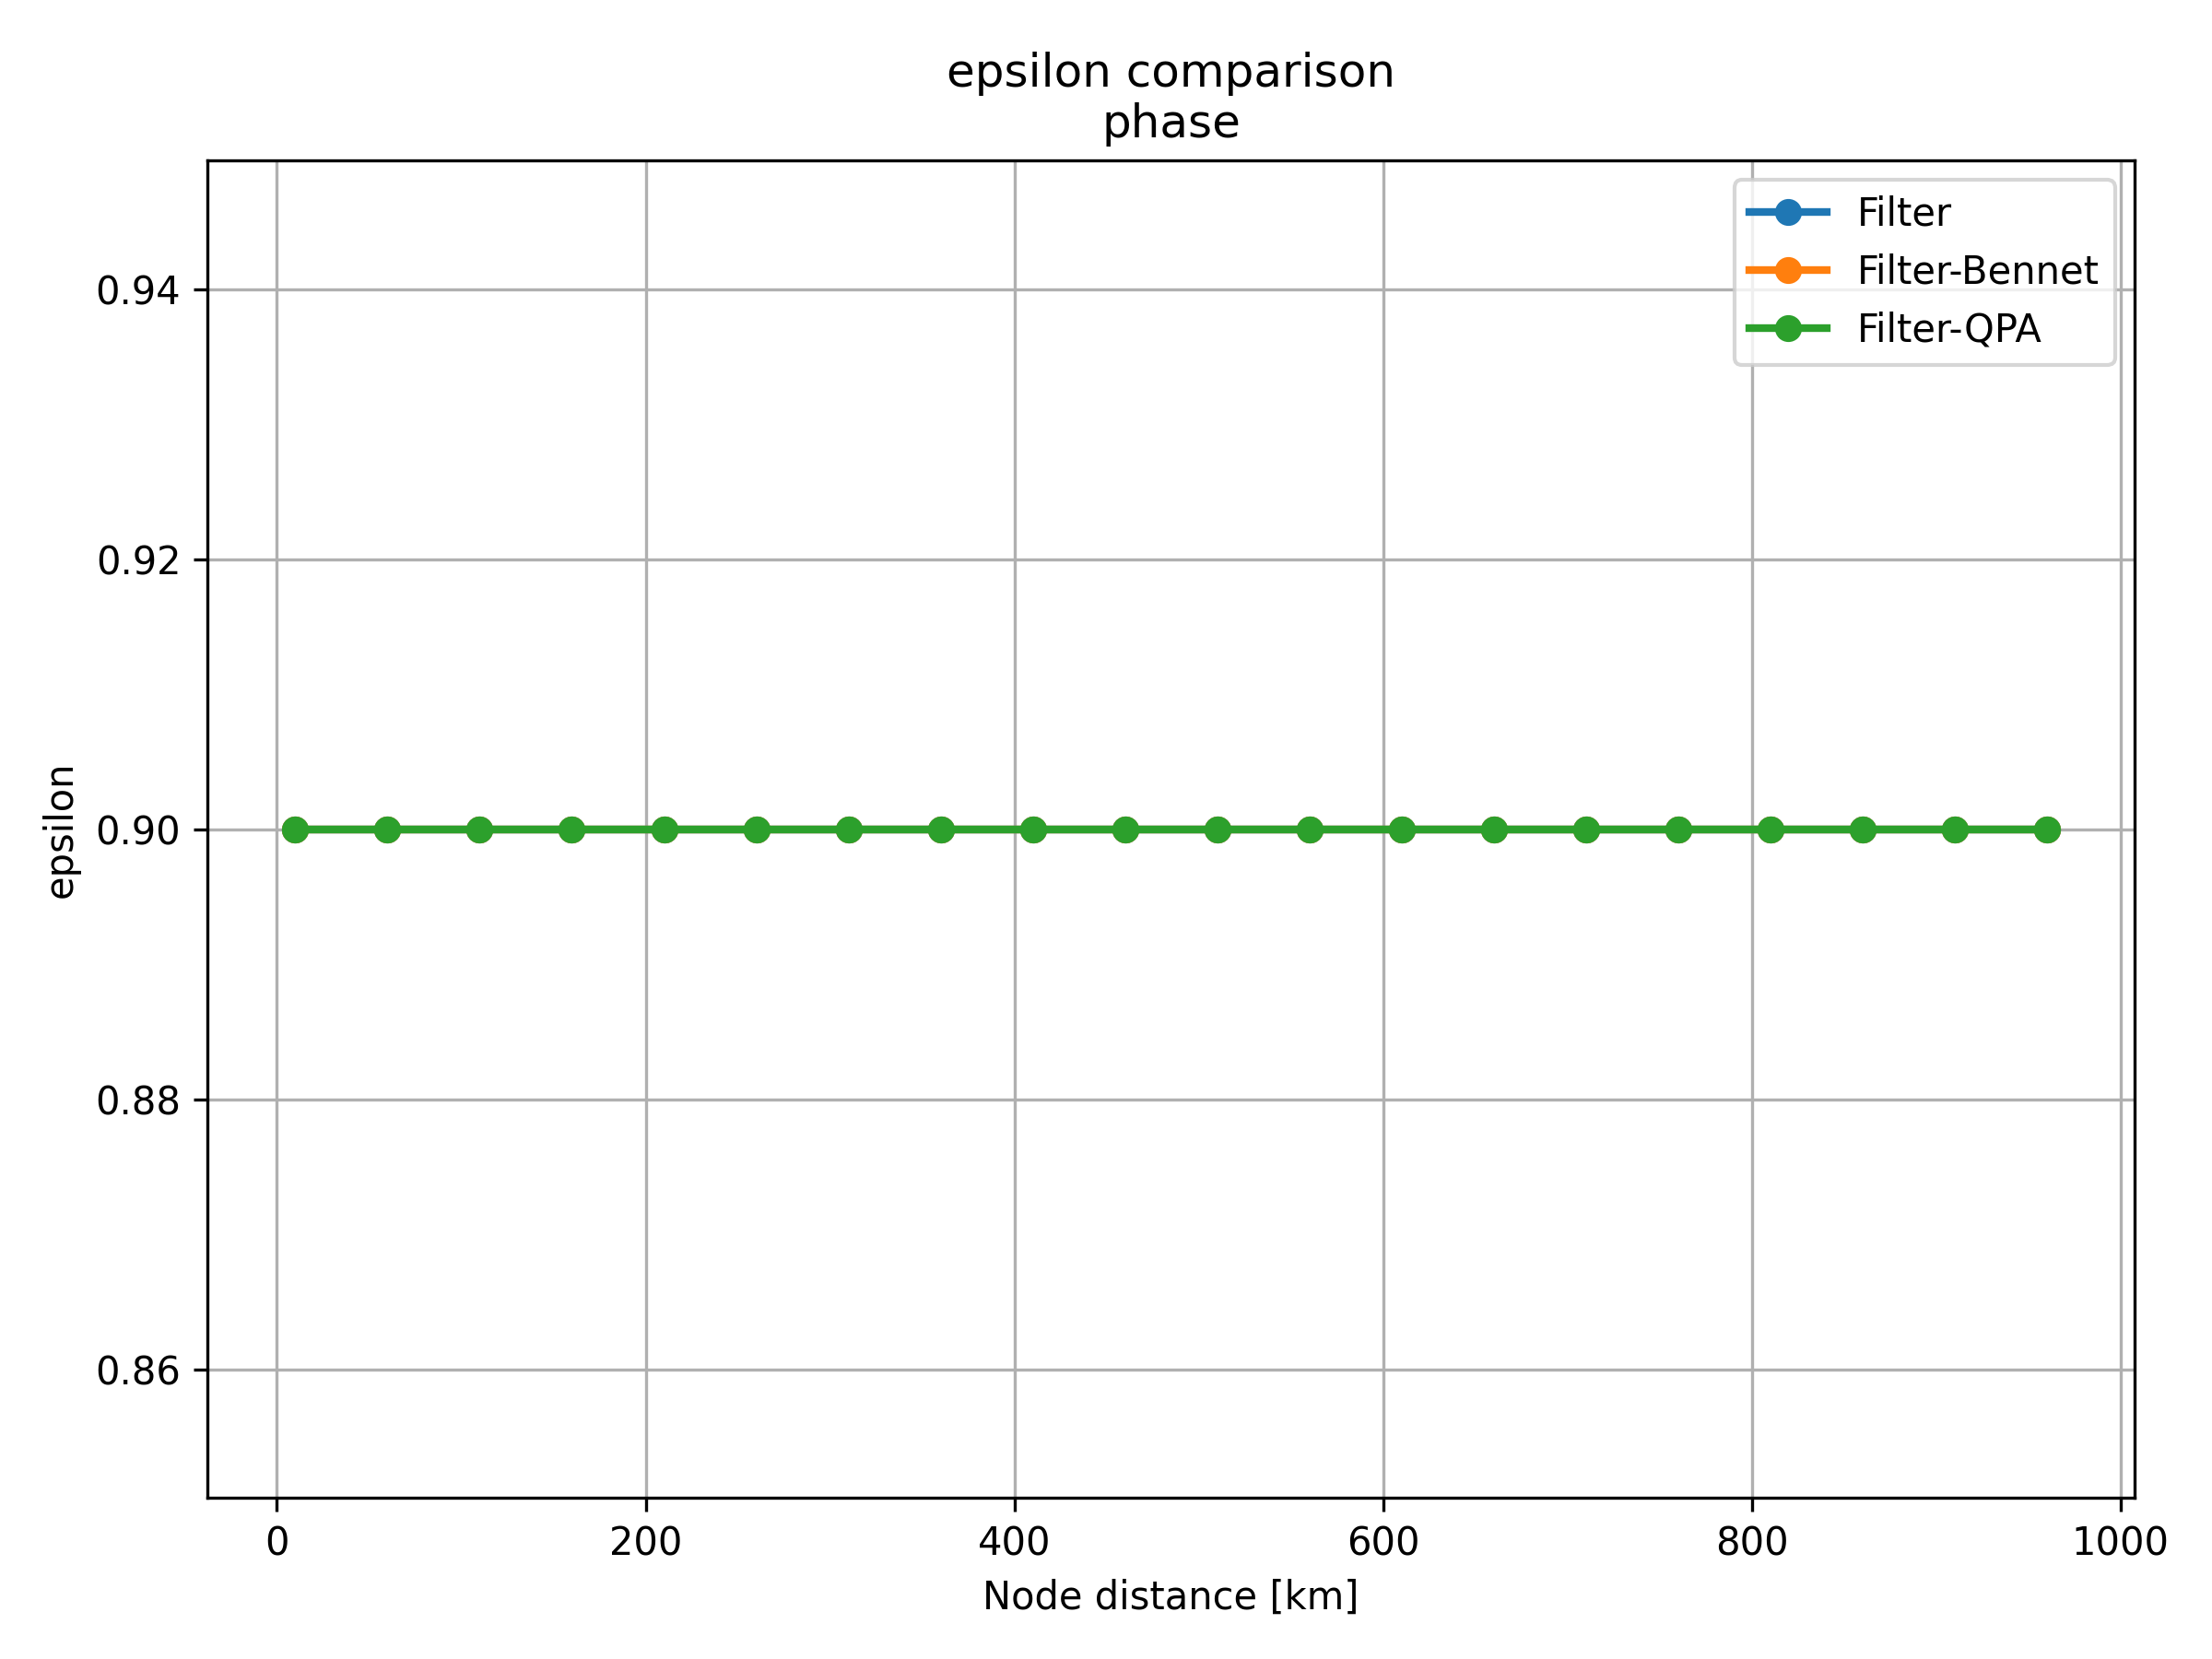 epsilon comparison
phase
Filter
Filter-Bennet
Filter-QPA
0.94
0.92
0.90
0.88
0.86
epsilon
0 200 400 600 800 1000
Node distance [km]